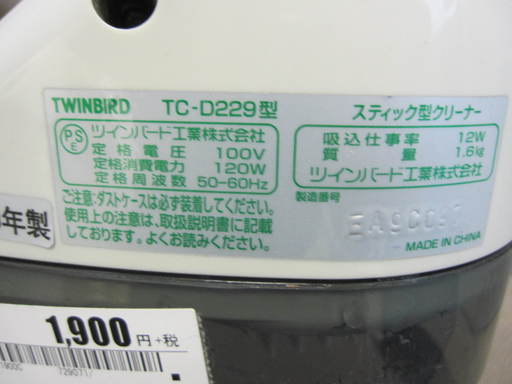 TWINBIRD TC-D229型
PSE
ツインバード工業株式会社
定格電圧 100V
定格消費電力 120W
定格周波数 50-60Hz
ご注意:ダストケースは必ず装着してください。
使用上の注意は、取扱説明書に記載
しております。よくお読みください。
スティック型クリーナー
吸込仕事率 12W
質量 1.6kg
ツインバード工業株式会社
製造番号
MADE IN CHINA
年製
1,900円+税